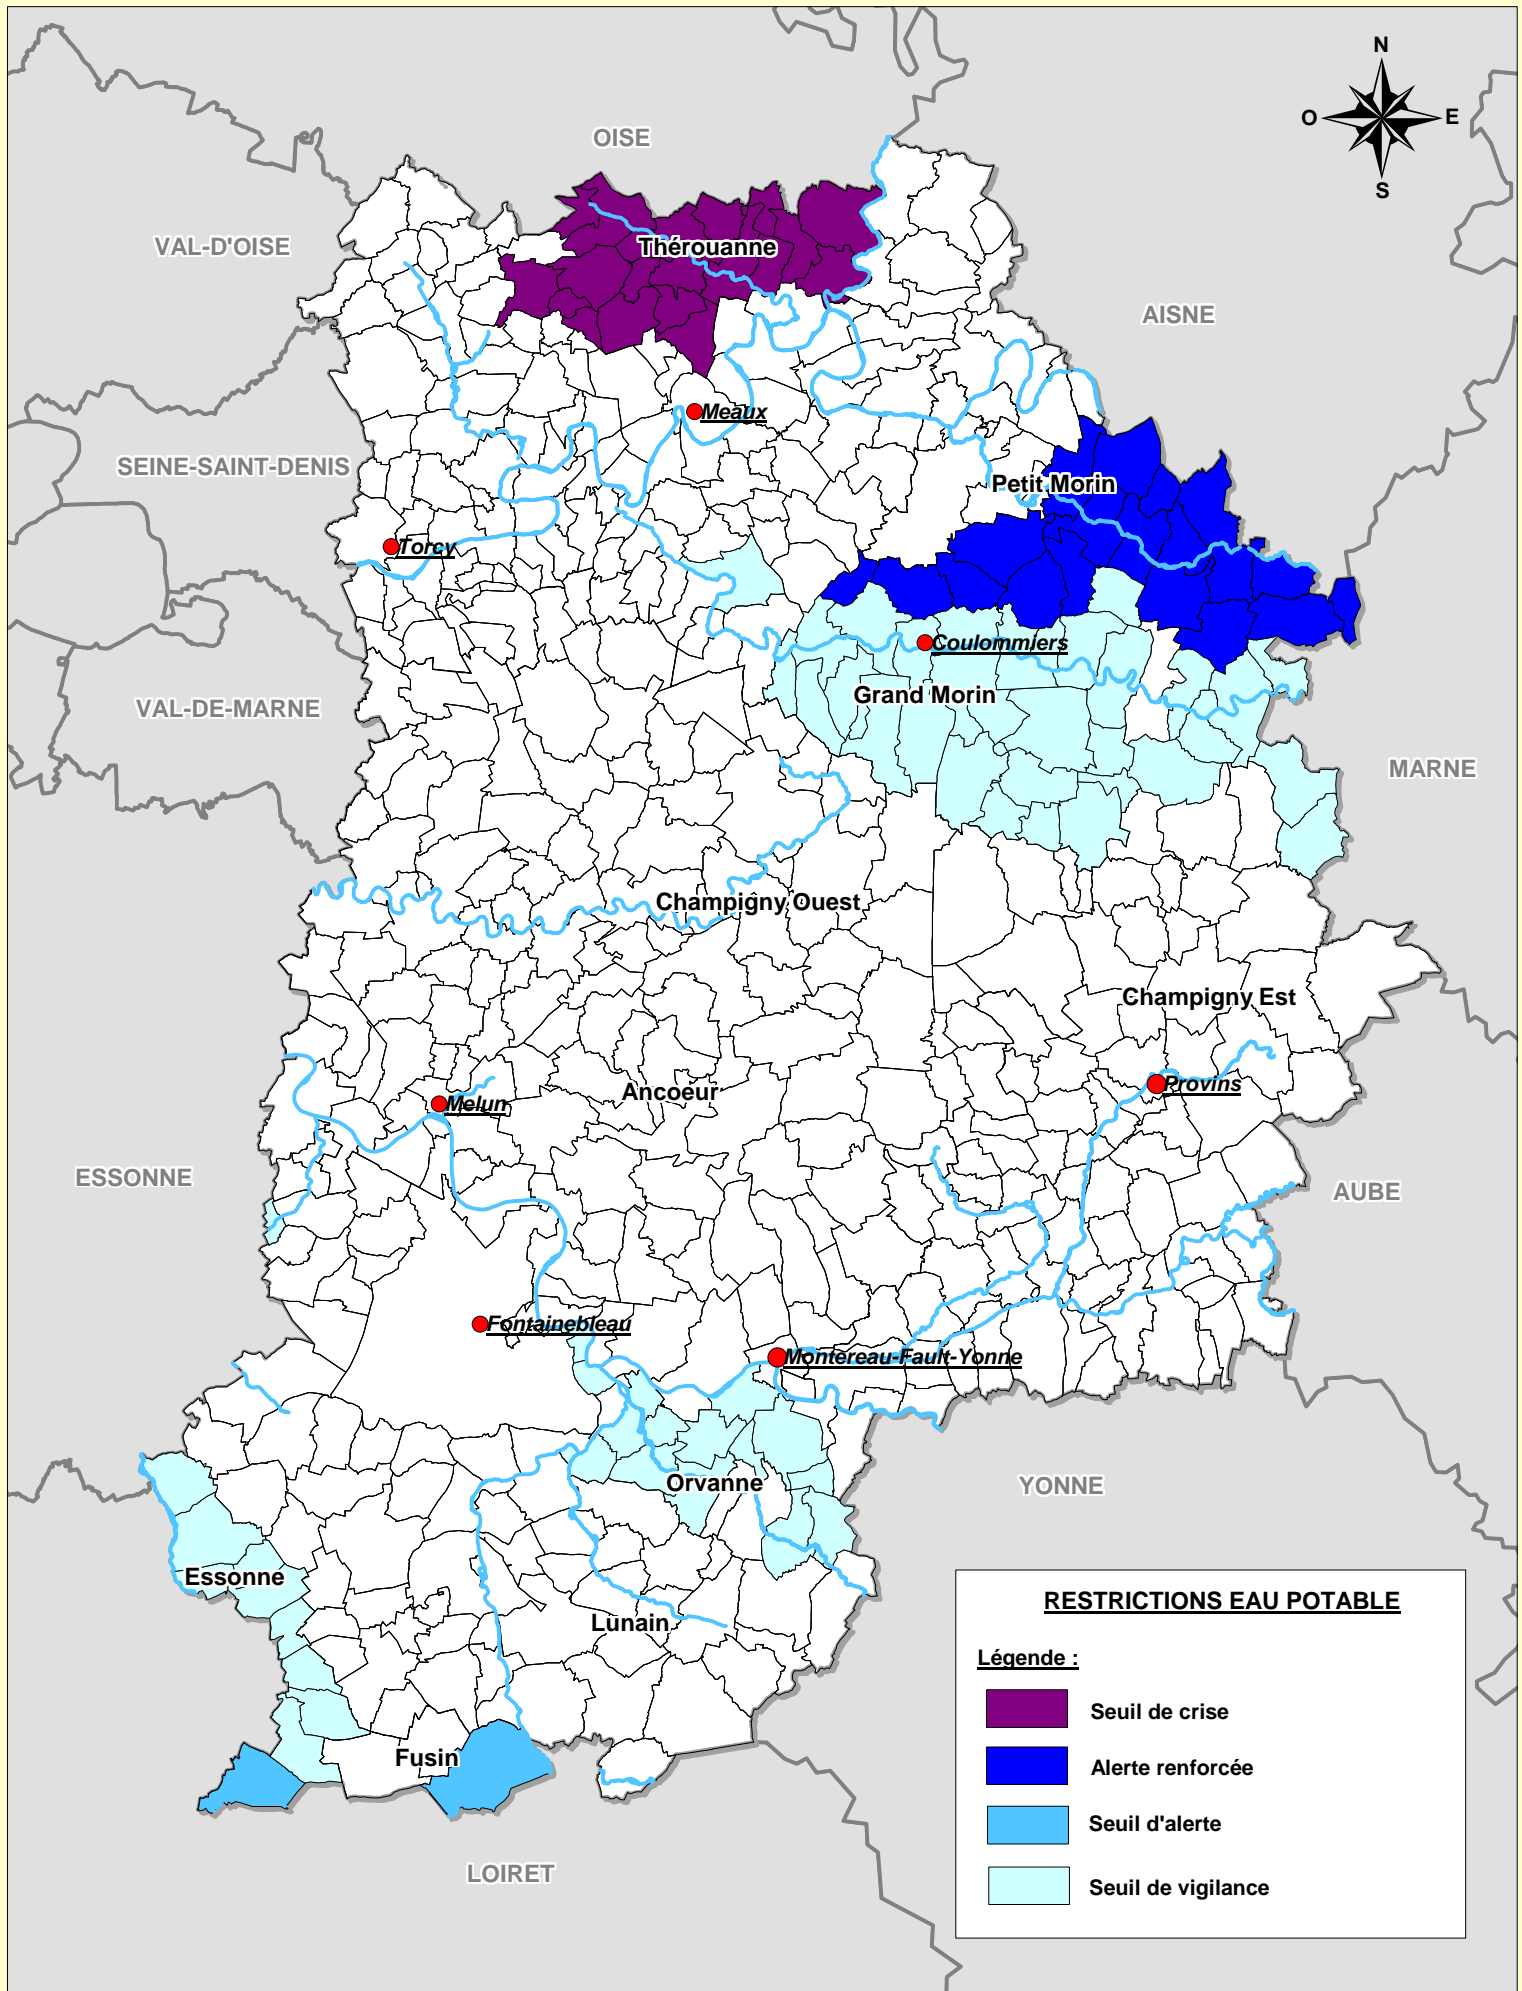 N
O
E
S
OISE
VAL-D'OISE
Thérouanne
AISNE
Meaux
SEINE-SAINT-DENIS
Petit Morin
Torcy
Coulommiers
Grand Morin
VAL-DE-MARNE
MARNE
Champigny Ouest
Champigny Est
Provins
Ancoeur
Melun
ESSONNE
AUBE
Fontainebleau
Montereau-Fault-Yonne
Orvanne
YONNE
Essonne
Lunain
Fusin
LOIRET
RESTRICTIONS EAU POTABLE
Légende :
Seuil de crise
Alerte renforcée
Seuil d'alerte
Seuil de vigilance